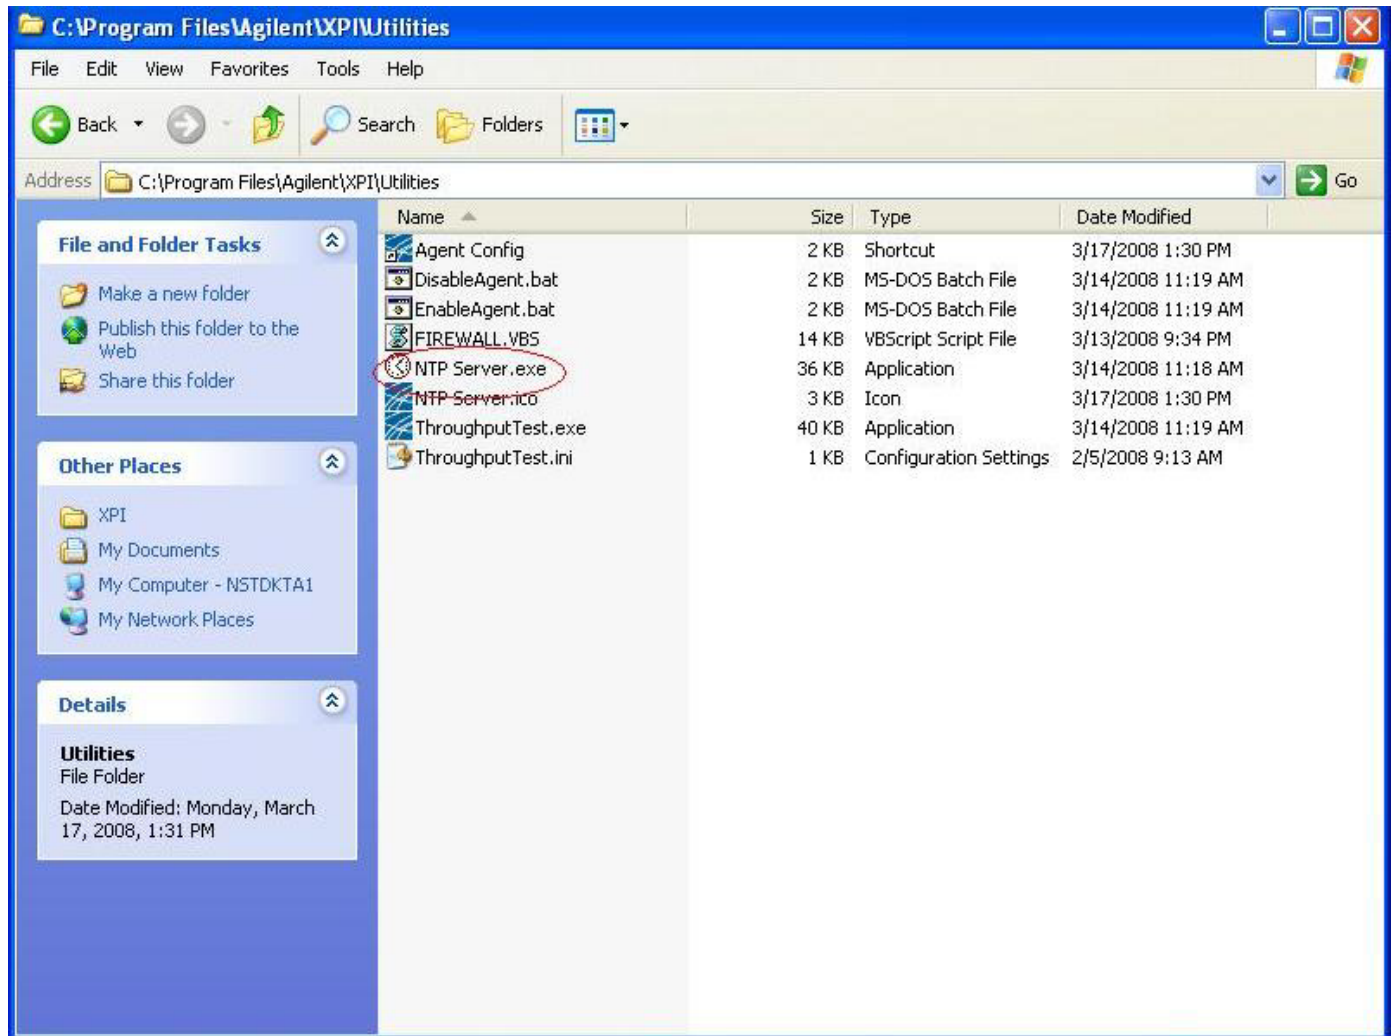 C:\Program Files\Agilent\XPI\Utilities
File Edit View Favorites Tools Help
Back Search Folders
Address C:\Program Files\Agilent\XPI\Utilities Go
File and Folder Tasks
Make a new folder
Publish this folder to the
Web
Share this folder
Other Places
XPI
My Documents
My Computer - NSTDKTA1
My Network Places
Details
Utilities
File Folder
Date Modified: Monday, March
17, 2008, 1:31 PM
Name Size Type Date Modified
Agent Config 2 KB Shortcut 3/17/2008 1:30 PM
DisableAgent.bat 2 KB MS-DOS Batch File 3/14/2008 11:19 AM
EnableAgent.bat 2 KB MS-DOS Batch File 3/14/2008 11:19 AM
FIREWALL.VBS 14 KB VBScript Script File 3/13/2008 9:34 PM
NTP Server.exe 36 KB Application 3/14/2008 11:18 AM
NTP Server.ico 3 KB Icon 3/17/2008 1:30 PM
ThroughputTest.exe 40 KB Application 3/14/2008 11:19 AM
ThroughputTest.ini 1 KB Configuration Settings 2/5/2008 9:13 AM